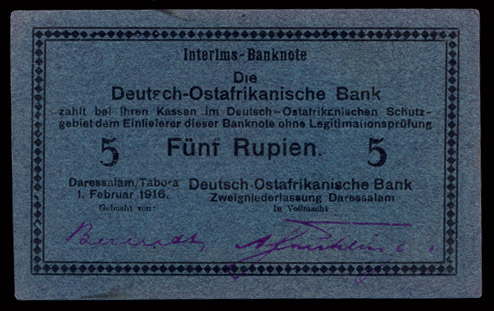 Interims-Banknote
Die
Deutsch-Ostafrikanische Bank
zahlt bei ihren Kassen im Deutsch-Ostafrikanischen Schutz-
gebiet dem Einlieferer dieser Banknote ohne Legitimationsprüfung
5 Fünf Rupien. 5
Daressalam/Tabora Deutsch-Ostafrikanische Bank
1. Februar 1916. Zweigniederlassung Daressalam
Gebucht von: In Vollmacht